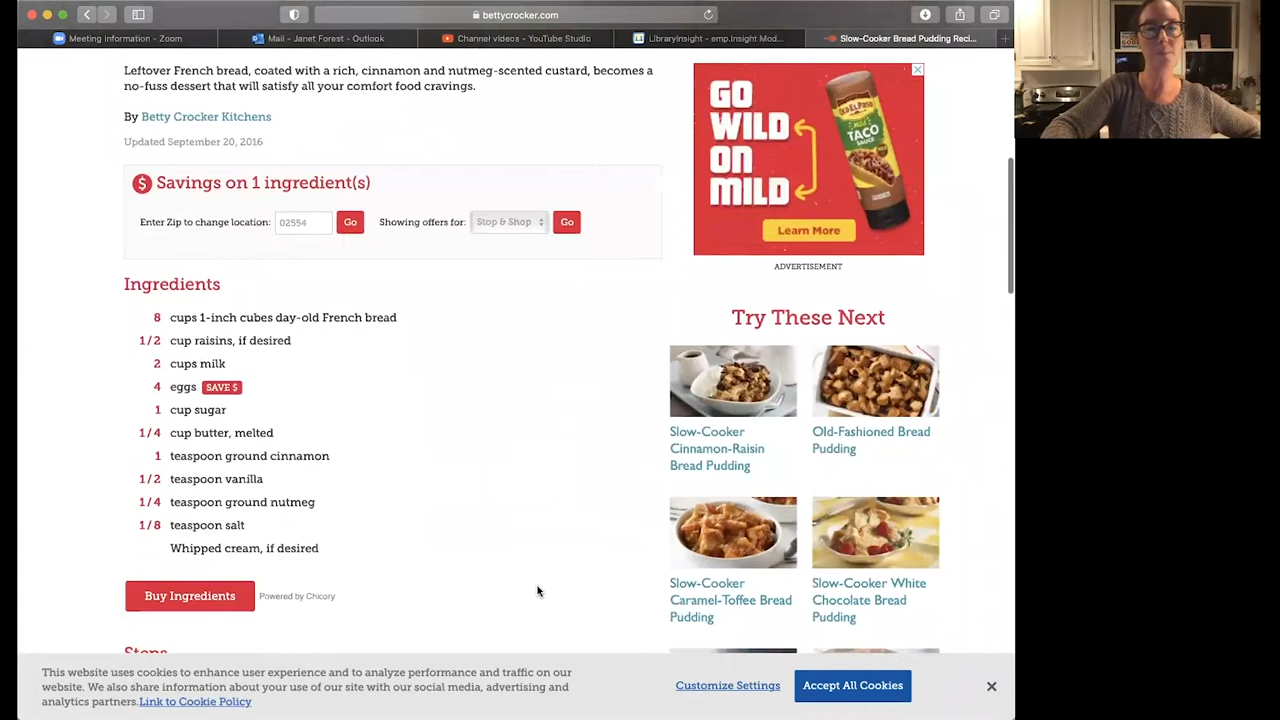 bettycrocker.com
Meeting Information - Zoom
Mail - Janet Forest - Outlook
Channel videos - YouTube Studio
LibraryInsight - emp.Insight Mod...
Slow-Cooker Bread Pudding Reci...
Leftover French bread, coated with a rich, cinnamon and nutmeg-scented custard, becomes a
no-fuss dessert that will satisfy all your comfort food cravings.
By Betty Crocker Kitchens
Updated September 20, 2016
$ Savings on 1 ingredient(s)
Enter Zip to change location: 02554 Go Showing offers for: Stop & Shop Go
Ingredients
8 cups 1-inch cubes day-old French bread
1/2 cup raisins, if desired
2 cups milk
4 eggs SAVE $
1 cup sugar
1/4 cup butter, melted
1 teaspoon ground cinnamon
1/2 teaspoon vanilla
1/4 teaspoon ground nutmeg
1/8 teaspoon salt
Whipped cream, if desired
Buy Ingredients Powered by Chicory
GO
WILD
ON
MILD
OLD EL PASO
TACO
SAUCE
Learn More
ADVERTISEMENT
Try These Next
Slow-Cooker
Cinnamon-Raisin
Bread Pudding
Old-Fashioned Bread
Pudding
Slow-Cooker
Caramel-Toffee Bread
Pudding
Slow-Cooker White
Chocolate Bread
Pudding
This website uses cookies to enhance user experience and to analyze performance and traffic on our
website. We also share information about your use of our site with our social media, advertising and
analytics partners.Link to Cookie Policy
Customize Settings
Accept All Cookies